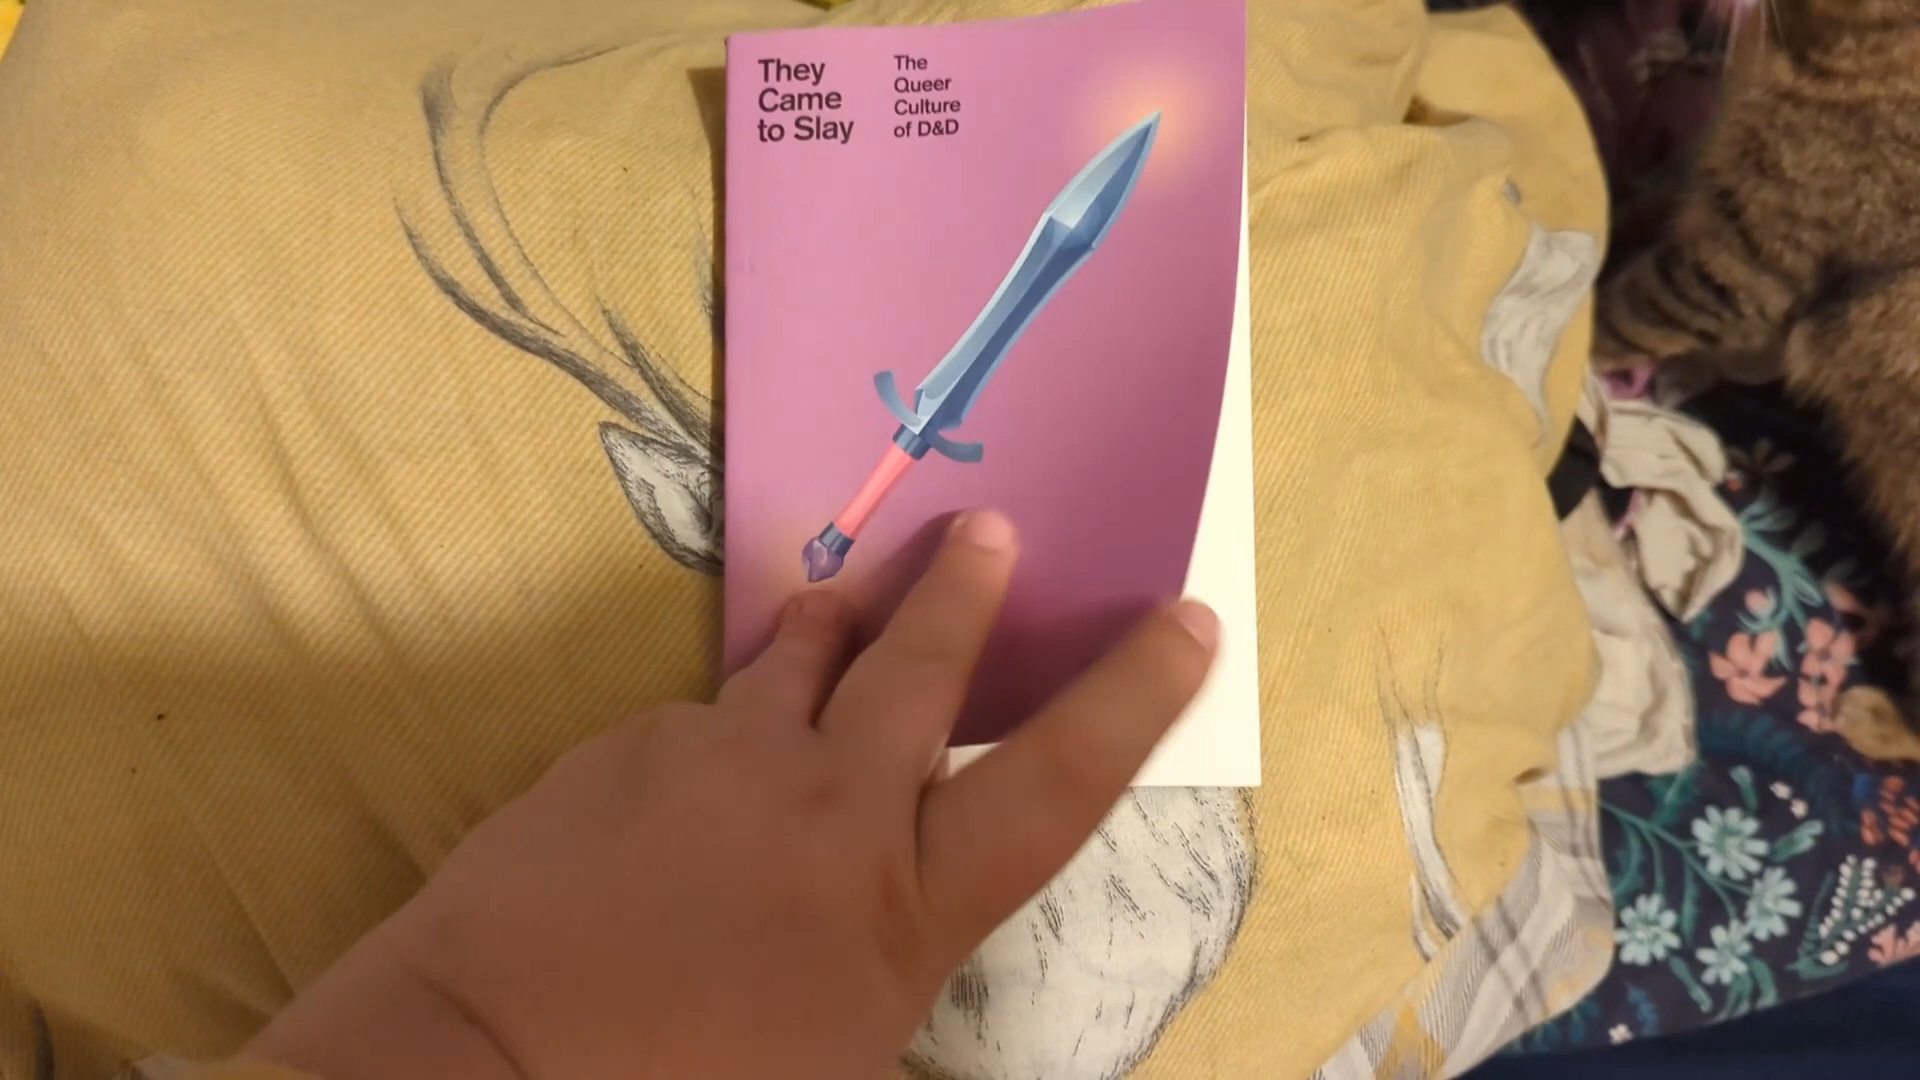 They
Came
to Slay
The
Queer
Culture
of D&D